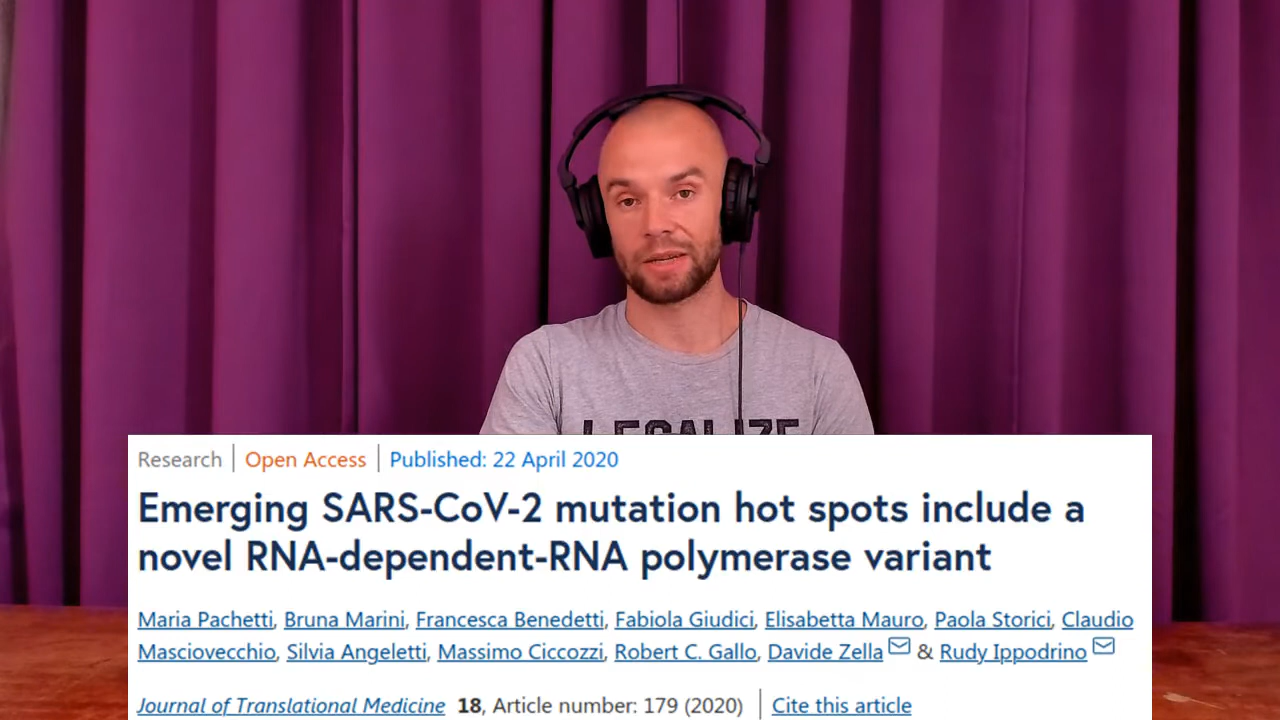 LEGALIZE
Research | Open Access | Published: 22 April 2020
Emerging SARS-CoV-2 mutation hot spots include a
novel RNA-dependent-RNA polymerase variant
Maria Pachetti, Bruna Marini, Francesca Benedetti, Fabiola Giudici, Elisabetta Mauro, Paola Storici, Claudio
Masciovecchio, Silvia Angeletti, Massimo Ciccozzi, Robert C. Gallo, Davide Zella & Rudy Ippodrino
Journal of Translational Medicine 18, Article number: 179 (2020) | Cite this article